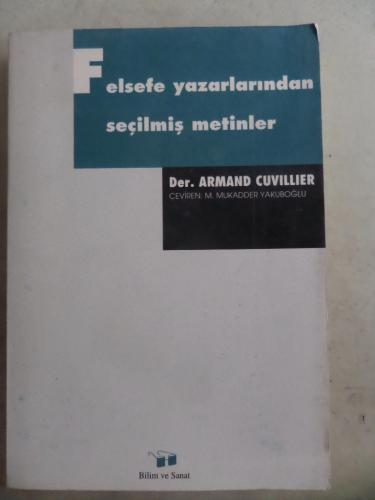 Felsefe yazarlarından
seçilmiş metinler
Der. ARMAND CUVILLIER
ÇEVİREN: M. MUKADDER YAKUBOĞLU
Bilim ve Sanat